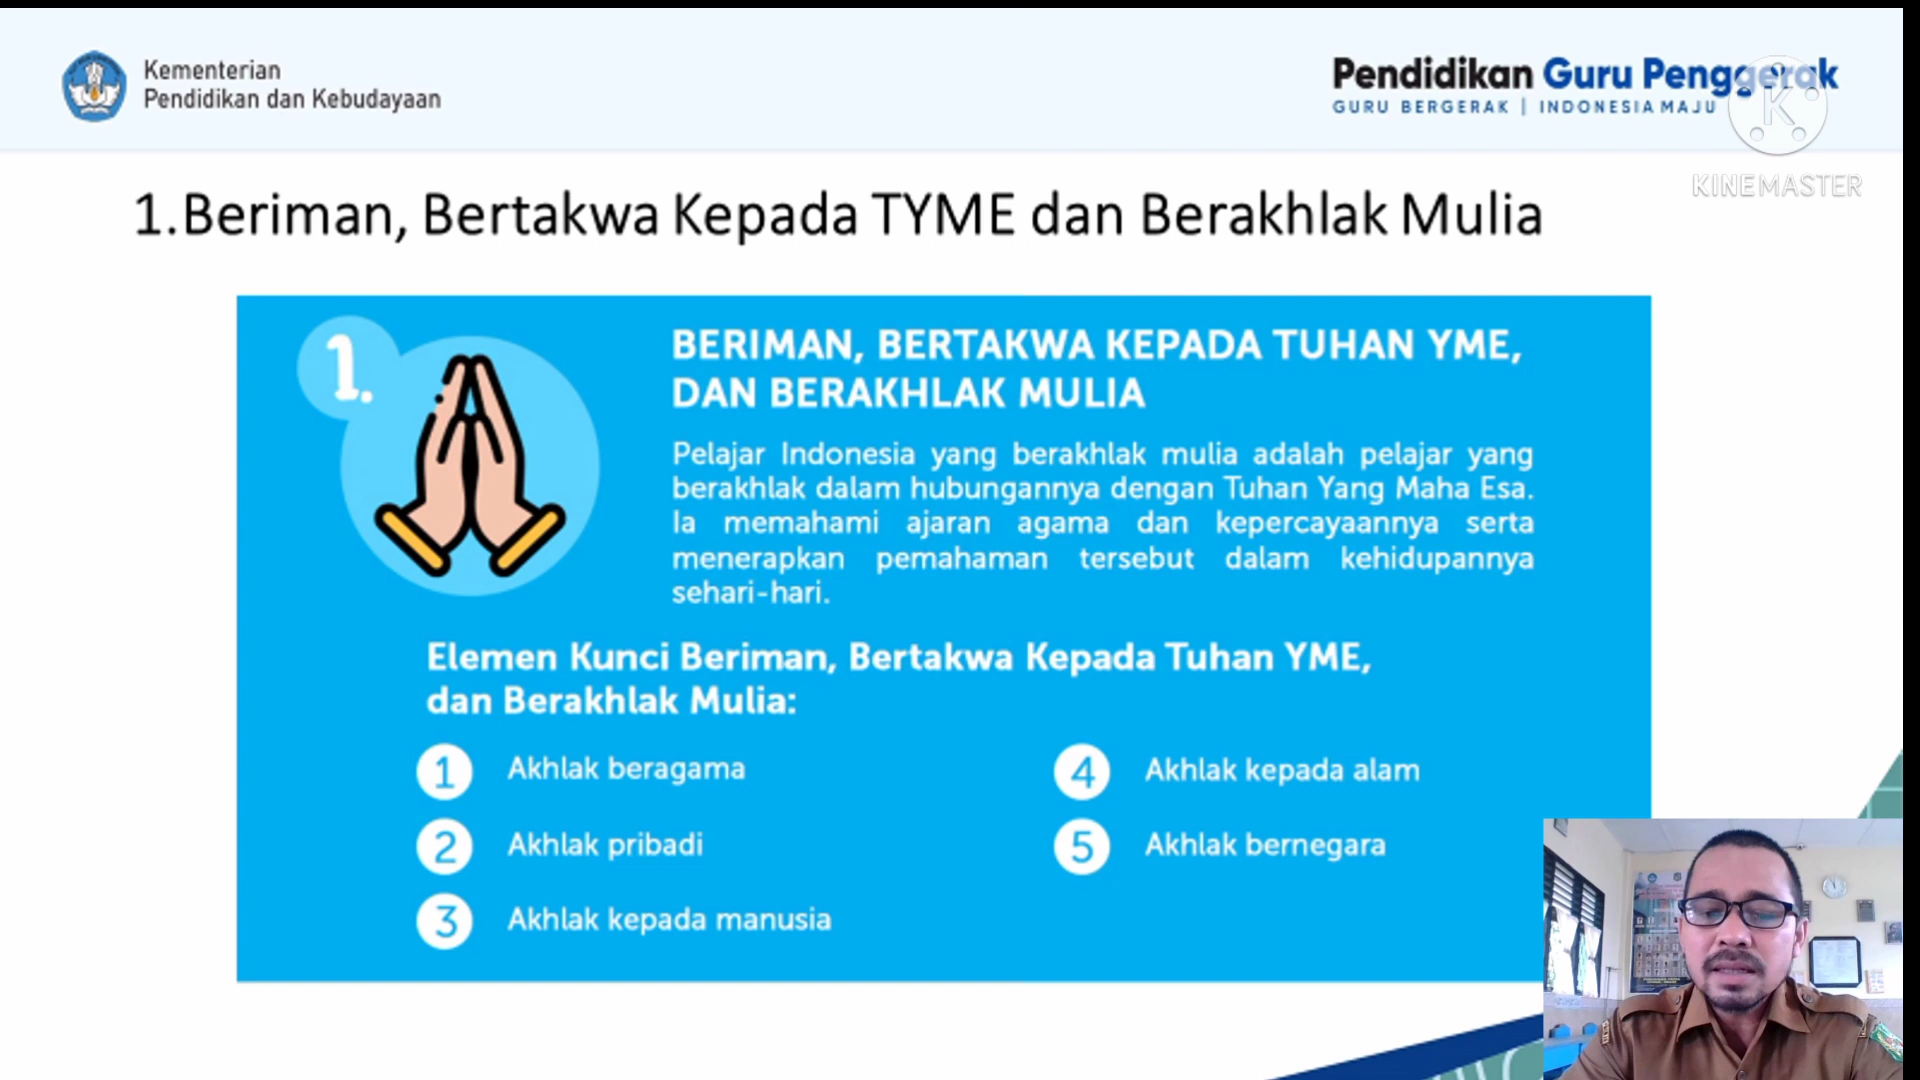 Kementerian
Pendidikan dan Kebudayaan
Pendidikan Guru Penggerak
GURU BERGERAK | INDONESIA MAJU
K
KINEMASTER
1.Beriman, Bertakwa Kepada TYME dan Berakhlak Mulia
1.
BERIMAN, BERTAKWA KEPADA TUHAN YME,
DAN BERAKHLAK MULIA
Pelajar Indonesia yang berakhlak mulia adalah pelajar yang
berakhlak dalam hubungannya dengan Tuhan Yang Maha Esa.
Ia memahami ajaran agama dan kepercayaannya serta
menerapkan pemahaman tersebut dalam kehidupannya
sehari-hari.
Elemen Kunci Beriman, Bertakwa Kepada Tuhan YME,
dan Berakhlak Mulia:
1 Akhlak beragama
2 Akhlak pribadi
3 Akhlak kepada manusia
4 Akhlak kepada alam
5 Akhlak bernegara